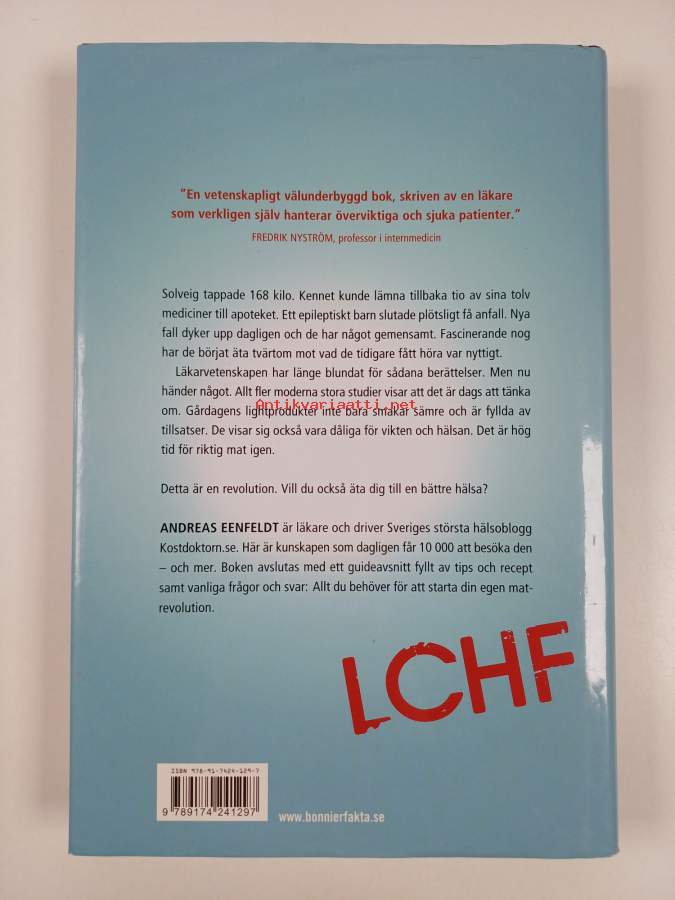 "En vetenskapligt välunderbyggd bok, skriven av en läkare
som verkligen själv hanterar överviktiga och sjuka patienter."
FREDRIK NYSTRÖM, professor i internmedicin
Solveig tappade 168 kilo. Kennet kunde lämna tillbaka tio av sina tolv
mediciner till apoteket. Ett epileptiskt barn slutade plötsligt få anfall. Nya
fall dyker upp dagligen och de har något gemensamt. Fascinerande nog
har de börjat äta tvärtom mot vad de tidigare fått höra var nyttigt.
Läkarvetenskapen har länge blundat för sådana berättelser. Men nu
händer något. Allt fler moderna stora studier visar att det är dags att tänka
om. Gårdagens lightprodukter inte bara smakar sämre och är fyllda av
Antikvariaatti.net
tillsatser. De visar sig också vara dåliga för vikten och hälsan. Det är hög
tid för riktig mat igen.
Detta är en revolution. Vill du också äta dig till en bättre hälsa?
ANDREAS EENFELDT är läkare och driver Sveriges största hälsoblogg
Kostdoktorn.se. Här är kunskapen som dagligen får 10 000 att besöka den
– och mer. Boken avslutas med ett guideavsnitt fyllt av tips och recept
samt vanliga frågor och svar: Allt du behöver för att starta din egen mat-
revolution.
LCHF
ISBN 978-91-7424-129-7
9 789174 241297
www.bonnierfakta.se